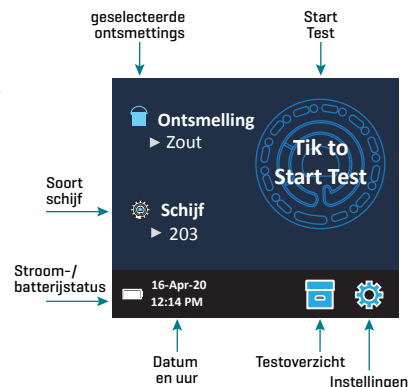 geselecteerde
ontsmettings
Start
Test
Ontsmelling
Zout
Tik to
Start Test
Soort
schijf
Schijf
203
Stroom-/
batterijstatus
16-Apr-20
12:14 PM
Datum
en uur
Testoverzicht
Instellingen